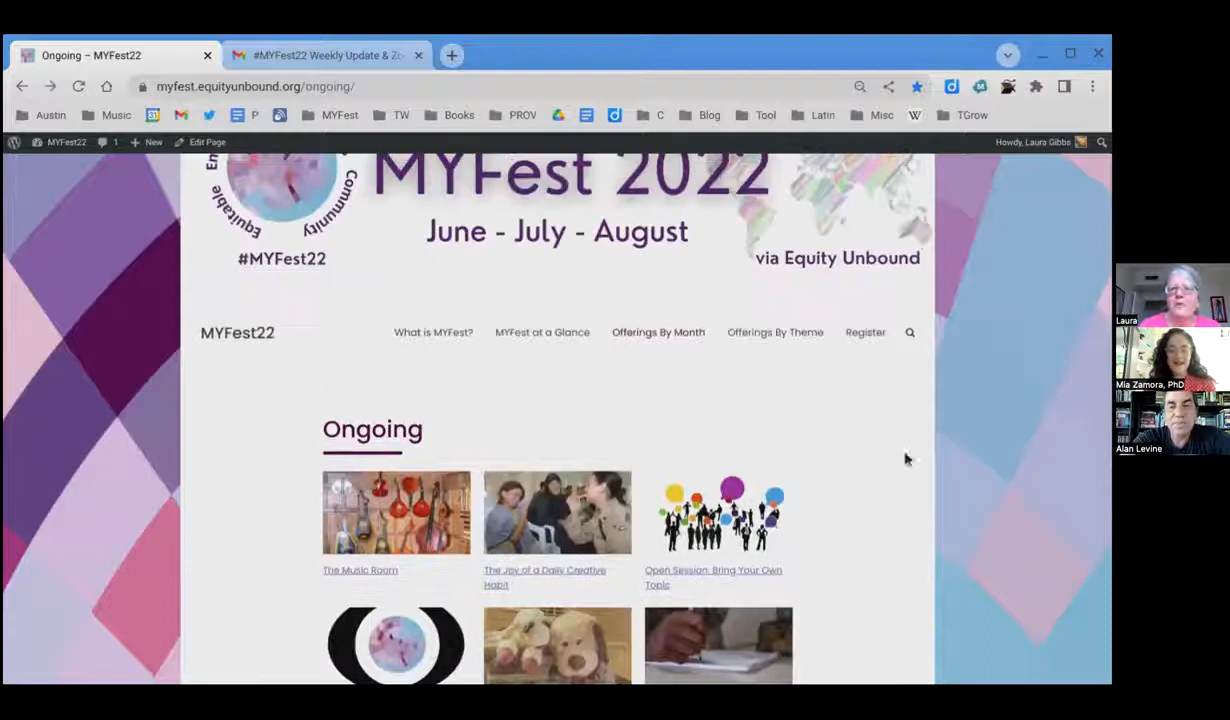 Ongoing – MYFest22
#MYFest22 Weekly Update & Zo
myfest.equityunbound.org/ongoing/
Austin Music P MYFest TW Books PROV C Blog Tool Latin Misc W TGrow
MYFest22 1 New Edit Page Howdy, Laura Gibbs
MYFest 2022
Equitable Community
June - July - August
#MYFest22
via Equity Unbound
MYFest22 What is MYFest? MYFest at a Glance Offerings By Month Offerings By Theme Register
Ongoing
The Music Room
The Joy of a Daily Creative
Habit
Open Session: Bring Your Own
Topic
Laura
Mia Zamora, PhD
Alan Levine